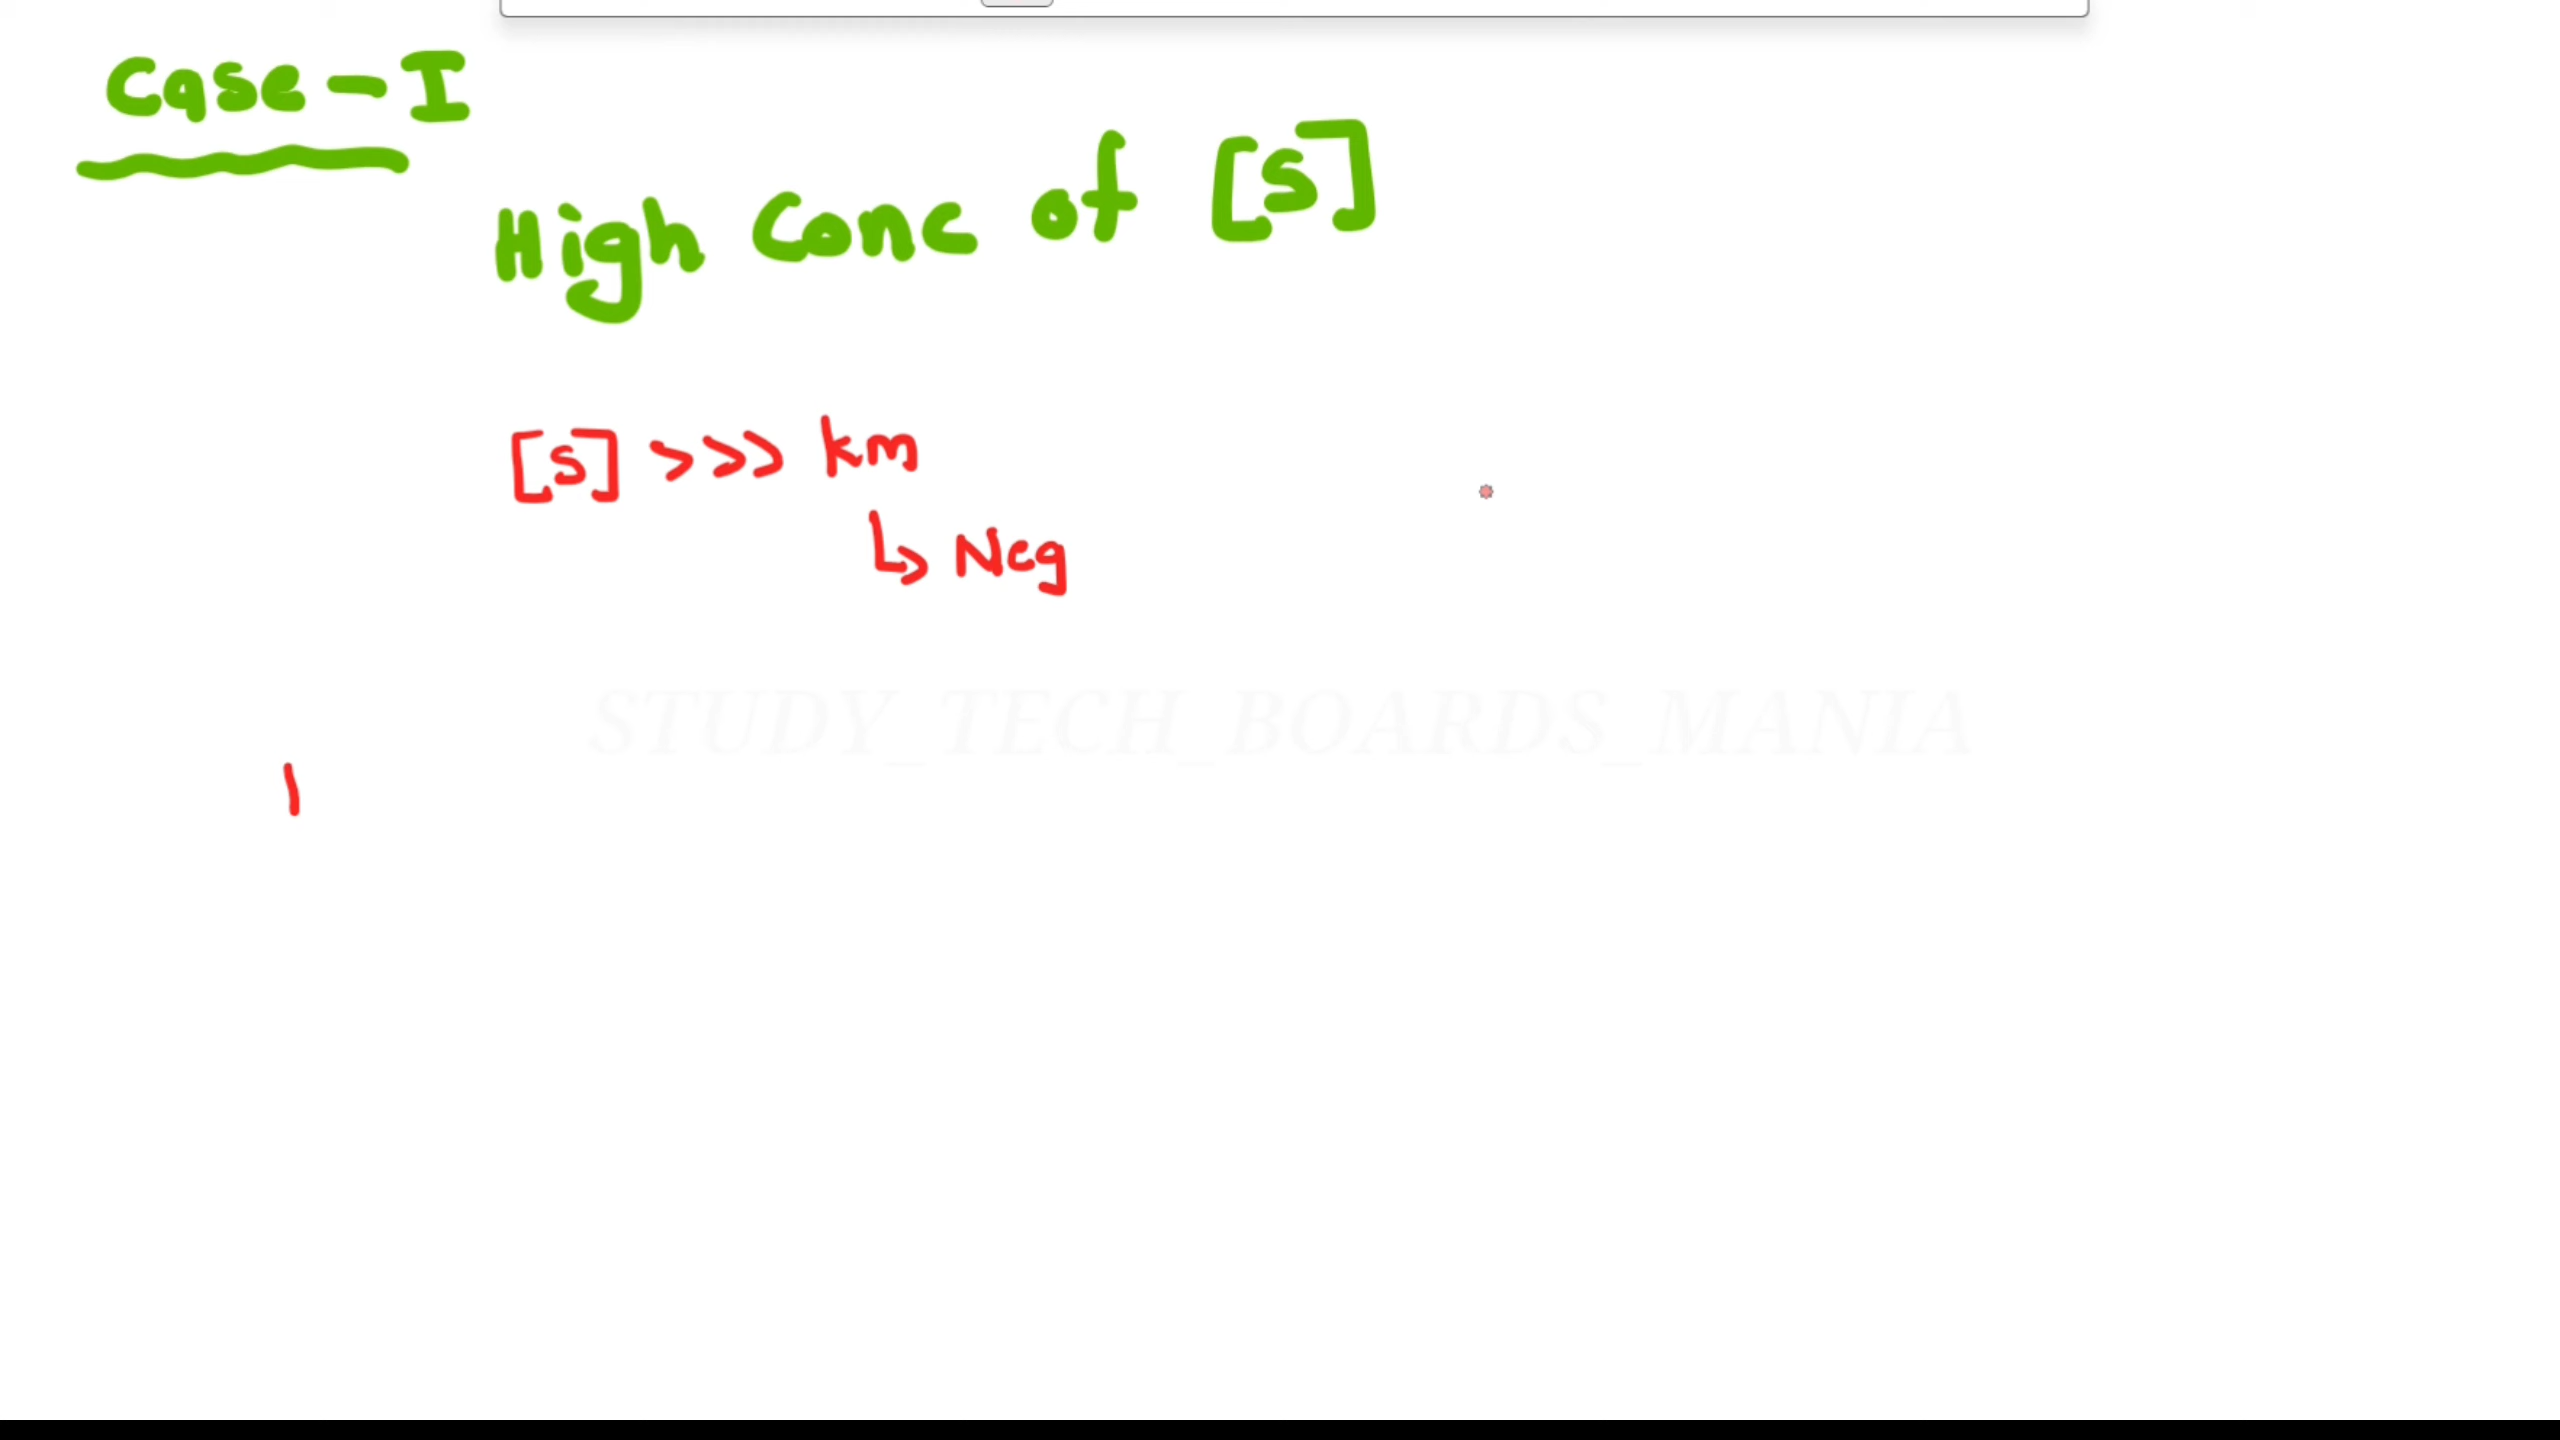 Case-I
High Conc of [S]
[S] >>> km
↳ Neg
STUDY_TECH_BOARDS_MANIA